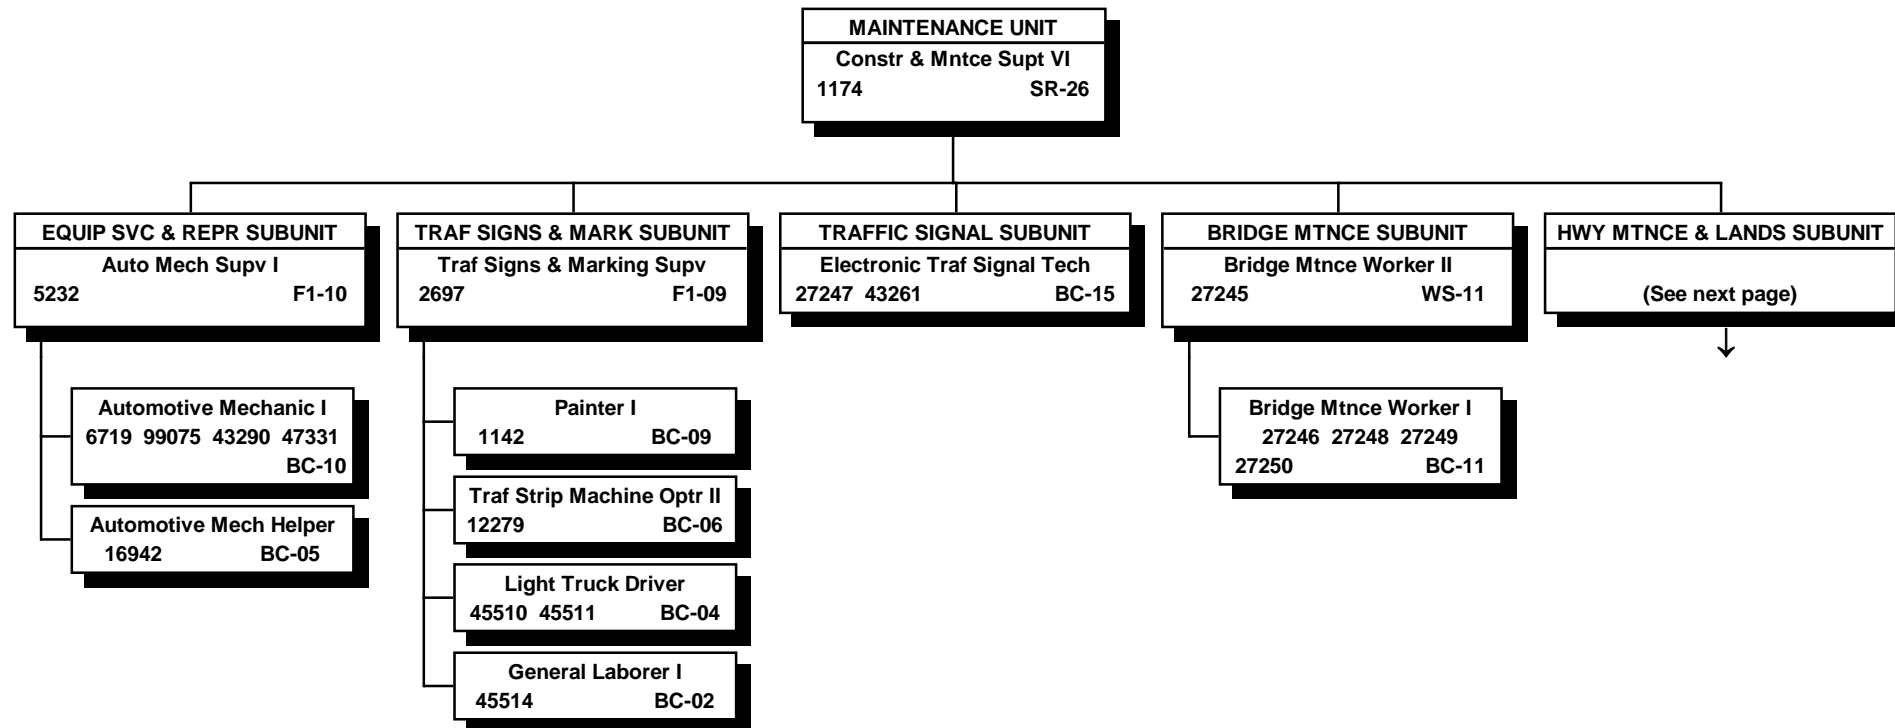 MAINTENANCE UNIT
Constr & Mntce Supt VI
1174 SR-26
EQUIP SVC & REPR SUBUNIT
Auto Mech Supv I
5232 F1-10
TRAF SIGNS & MARK SUBUNIT
Traf Signs & Marking Supv
2697 F1-09
TRAFFIC SIGNAL SUBUNIT
Electronic Traf Signal Tech
27247 43261 BC-15
BRIDGE MTNCE SUBUNIT
Bridge Mtnce Worker II
27245 WS-11
HWY MTNCE & LANDS SUBUNIT
(See next page)
Automotive Mechanic I
6719 99075 43290 47331
BC-10
Automotive Mech Helper
16942 BC-05
Painter I
1142 BC-09
Traf Strip Machine Optr II
12279 BC-06
Light Truck Driver
45510 45511 BC-04
General Laborer I
45514 BC-02
Bridge Mtnce Worker I
27246 27248 27249
27250 BC-11